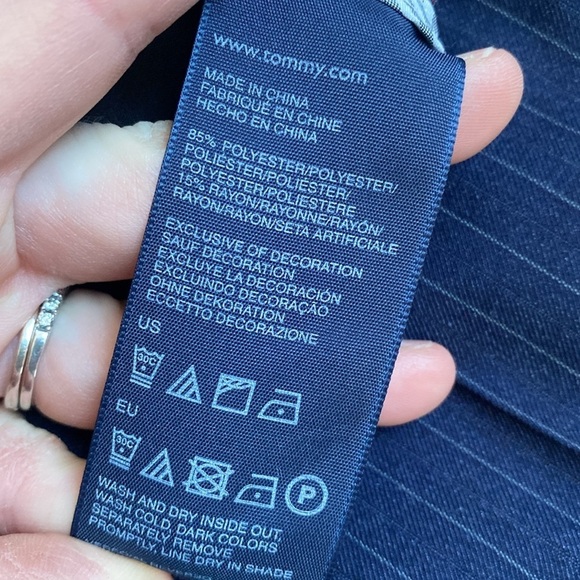 www.tommy.com
MADE IN CHINA
FABRIQUÉ EN CHINE
HECHO EN CHINA
85% POLYESTER/POLYESTER/
POLIÉSTER/POLIESTER/
POLYESTER/POLIESTERE
15% RAYON/RAYONNE/RAYÓN/
RAYON/RAYON/SETA ARTIFICIALE
EXCLUSIVE OF DECORATION
SAUF DÉCORATION
EXCLUYE LA DECORACIÓN
EXCLUINDO DECORAÇÃO
OHNE DEKORATION
ECCETTO DECORAZIONE
US
30C
EU
30C
P
WASH AND DRY INSIDE OUT
WASH COLD, DARK COLORS
SEPARATELY REMOVE
PROMPTLY, LINE DRY IN SHADE